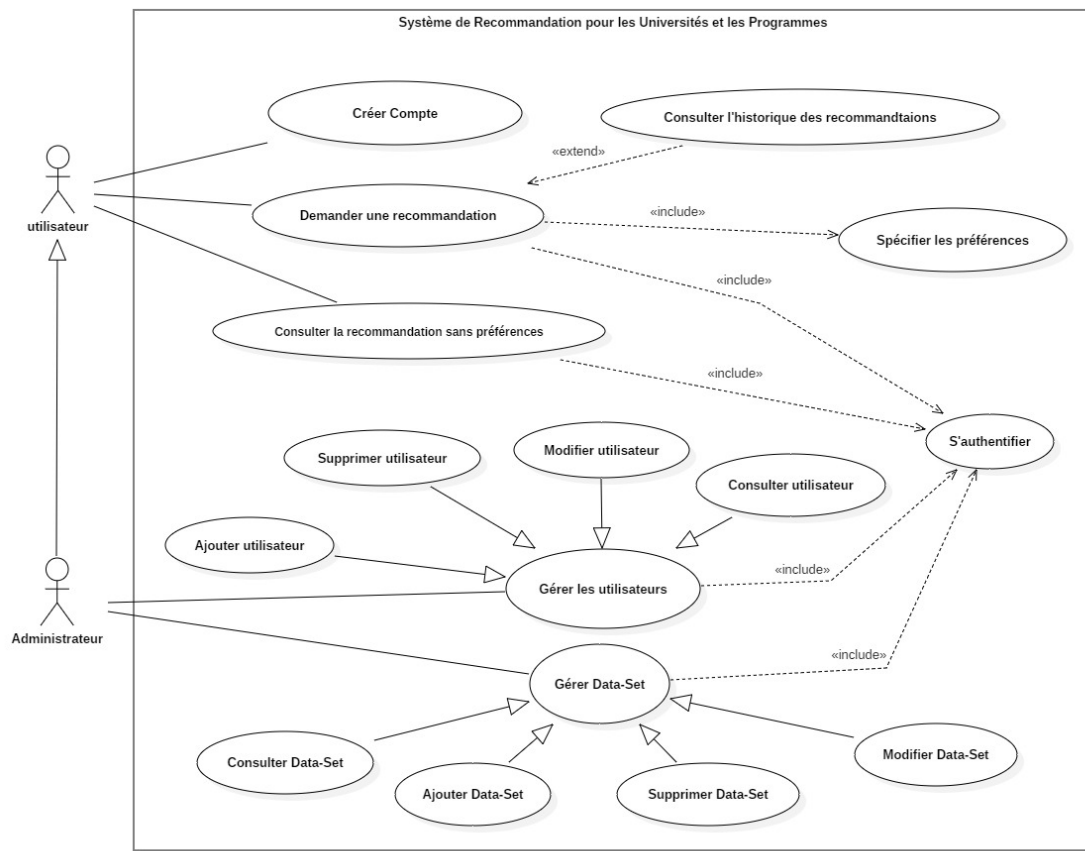 Système de Recommandation pour les Universités et les Programmes
Créer Compte
Consulter l'historique des recommandtaions
«extend»
utilisateur
Demander une recommandation
«include»
Spécifier les préférences
«include»
Consulter la recommandation sans préférences
«include»
S'authentifier
Supprimer utilisateur
Modifier utilisateur
Consulter utilisateur
Ajouter utilisateur
«include»
Gérer les utilisateurs
Administrateur
«include»
Gérer Data-Set
Consulter Data-Set
Modifier Data-Set
Ajouter Data-Set
Supprimer Data-Set